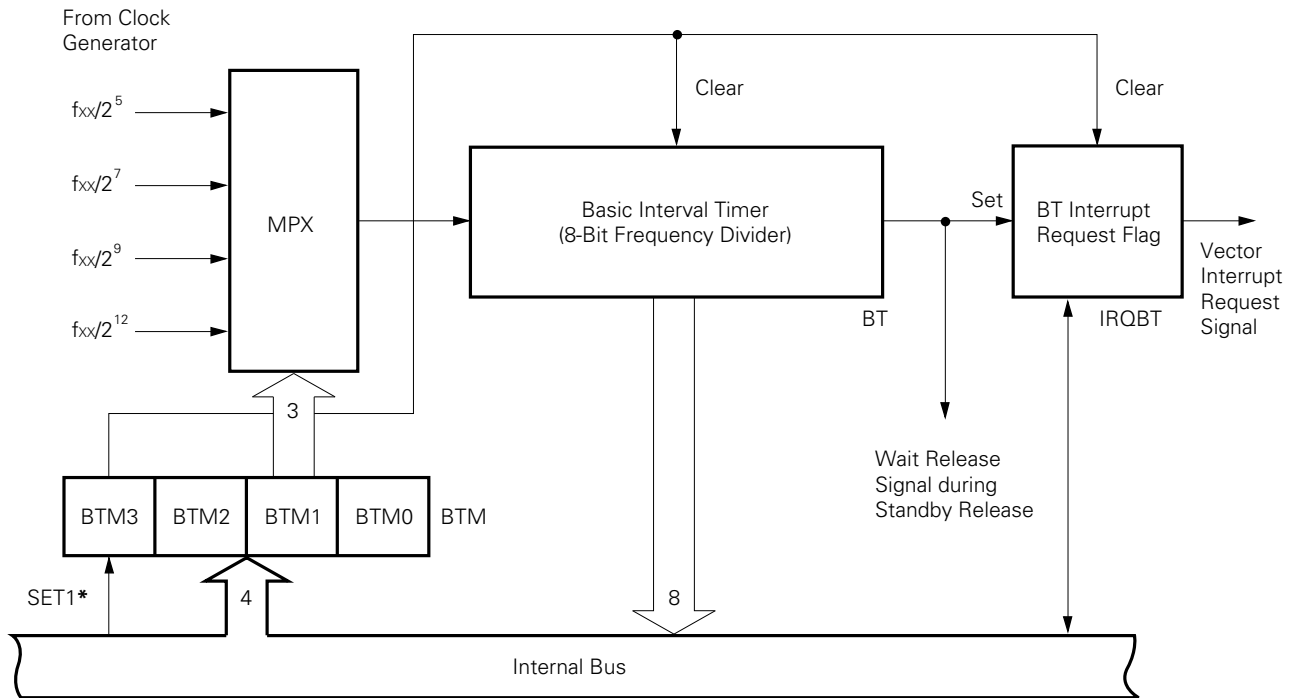 From Clock
Generator
fxx/2^5
fxx/2^7
fxx/2^9
fxx/2^12
MPX
3
Clear
Clear
Basic Interval Timer
(8-Bit Frequency Divider)
BT
Set
BT Interrupt
Request Flag
IRQBT
Vector
Interrupt
Request
Signal
Wait Release
Signal during
Standby Release
BTM3 BTM2 BTM1 BTM0 BTM
SET1*
4
8
Internal Bus